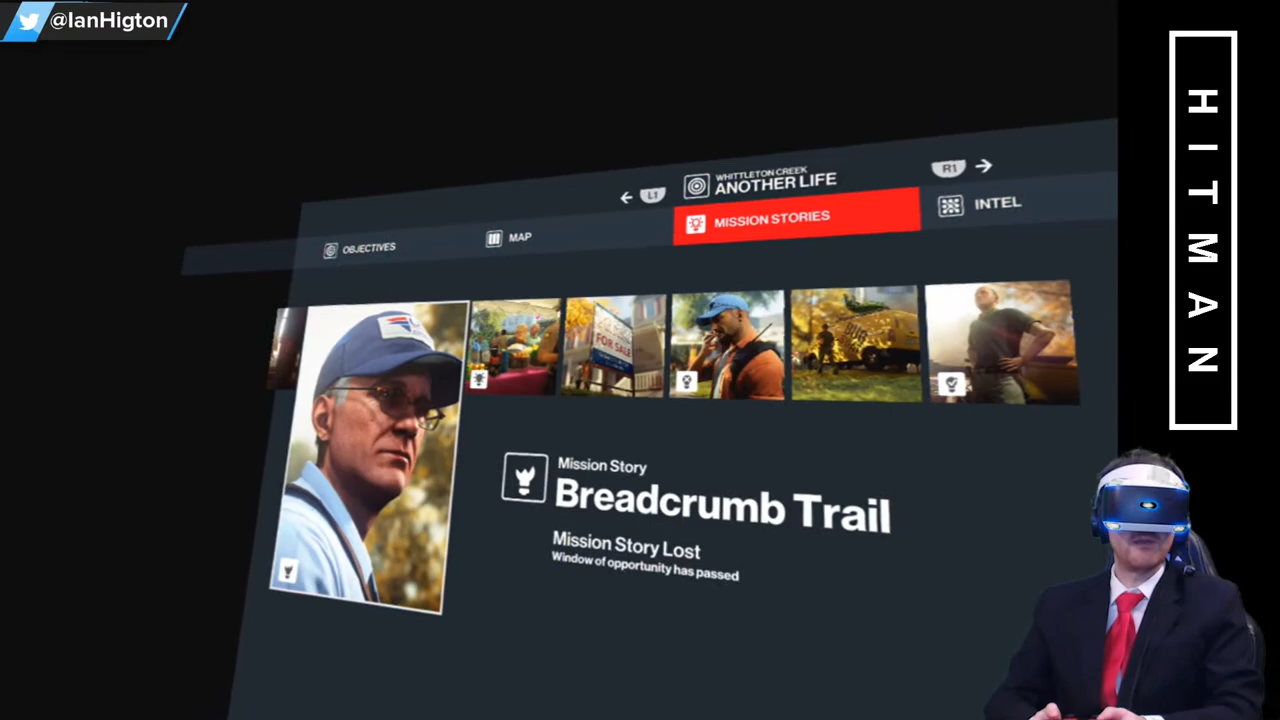 @IanHigton
HITMAN
WHITTLETON CREEK
ANOTHER LIFE
L1
R1
OBJECTIVES
MAP
MISSION STORIES
INTEL
FOR SALE
Mission Story
Breadcrumb Trail
Mission Story Lost
Window of opportunity has passed